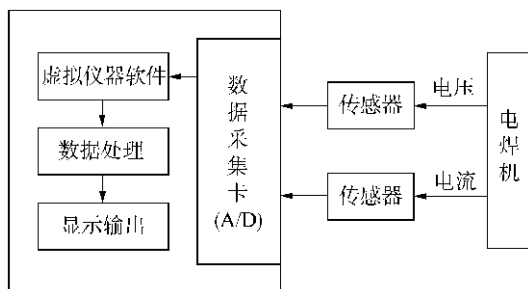 虚拟仪器软件
数据处理
显示输出
数据采集卡
(A/D)
传感器
电压
传感器
电流
电焊机